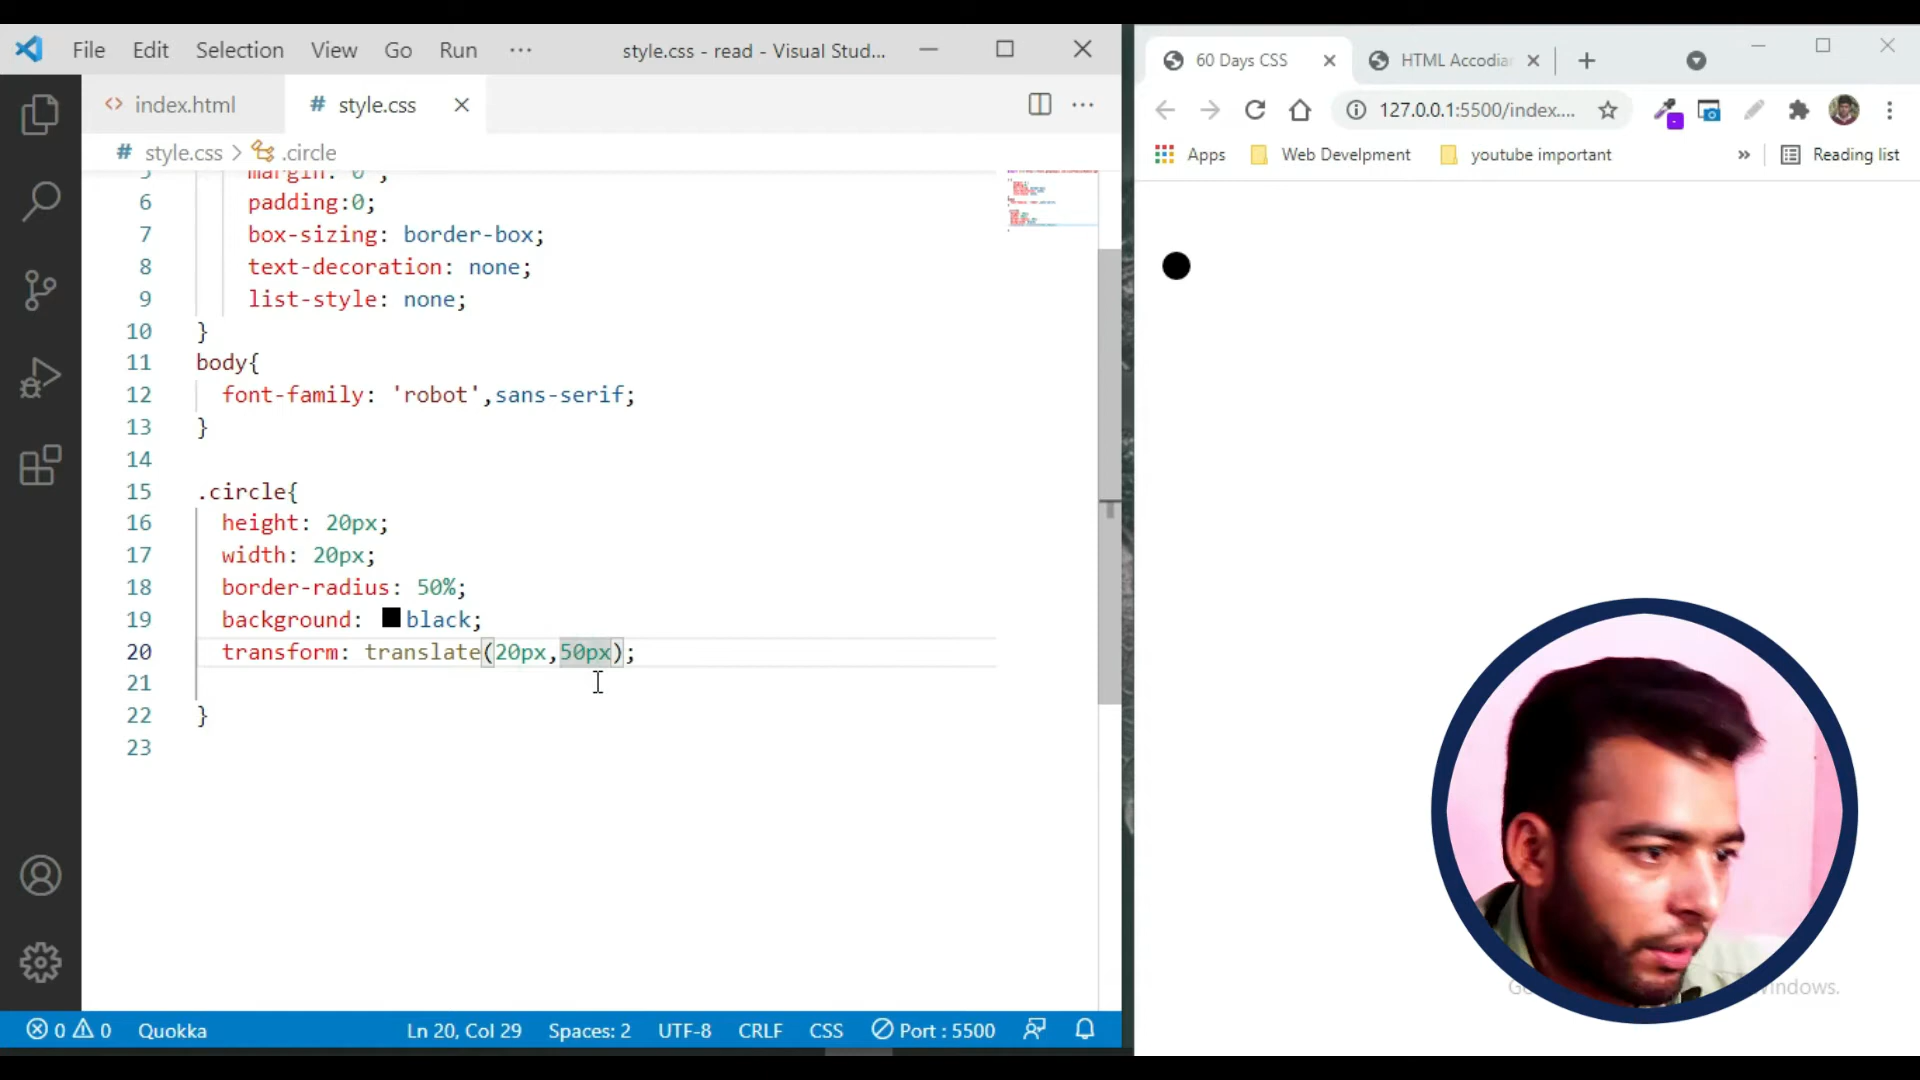 File Edit Selection View Go Run ··· style.css - read - Visual Stud...
60 Days CSS HTML Accodia
index.html # style.css
127.0.0.1:5500/index....
# style.css > .circle
Apps Web Develpment youtube important » Reading list
5 margin: 0 ;
6 padding:0;
7 box-sizing: border-box;
8 text-decoration: none;
9 list-style: none;
10 }
11 body{
12 font-family: 'robot',sans-serif;
13 }
14
15 .circle{
16 height: 20px;
17 width: 20px;
18 border-radius: 50%;
19 background: black;
20 transform: translate(20px,50px);
21
22 }
23
0 0 Quokka Ln 20, Col 29 Spaces: 2 UTF-8 CRLF CSS Port : 5500